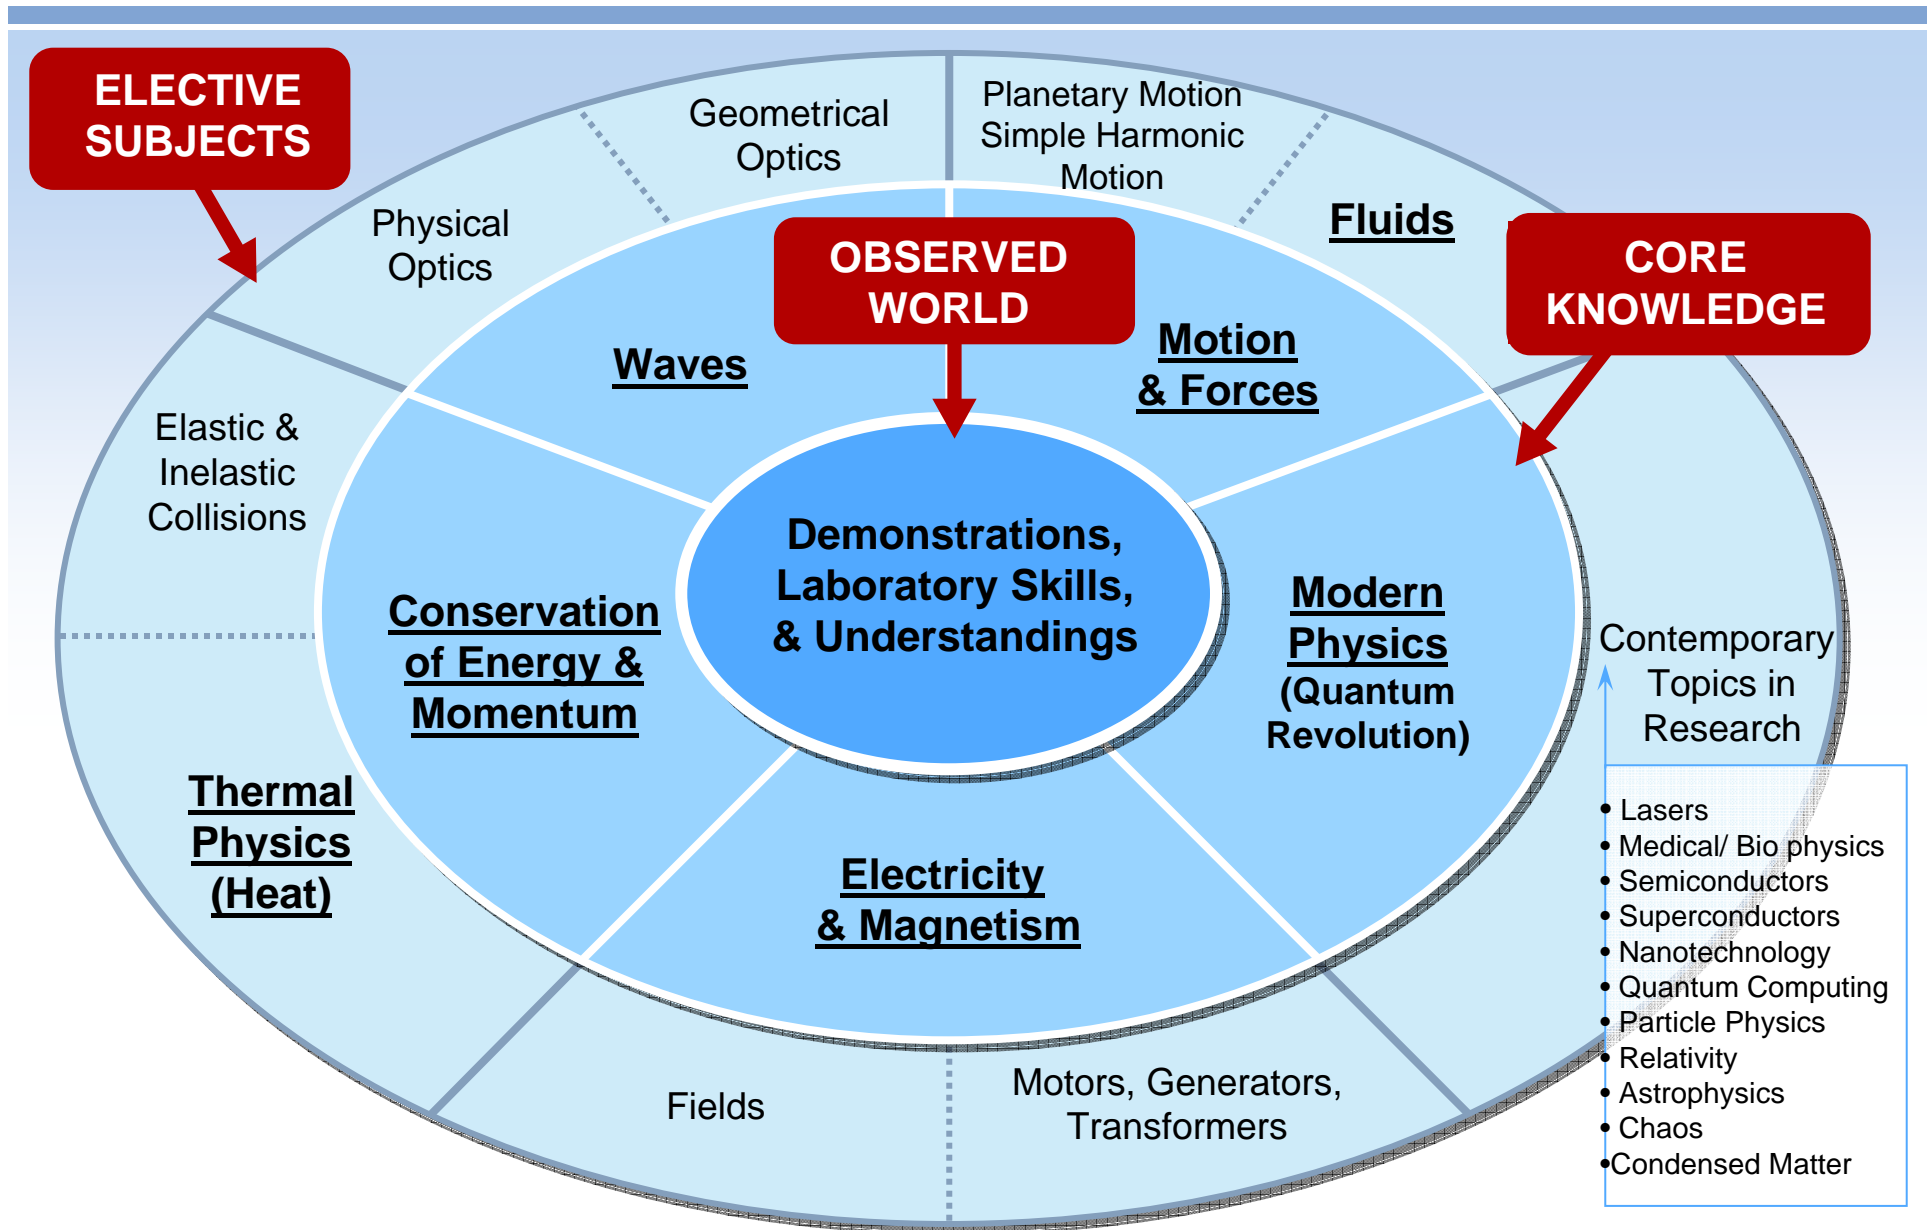 ELECTIVE
SUBJECTS
Geometrical
Optics
Planetary Motion
Simple Harmonic
Motion
Physical
Optics
Fluids
OBSERVED
WORLD
CORE
KNOWLEDGE
Waves
Motion
& Forces
Elastic &
Inelastic
Collisions
Demonstrations,
Laboratory Skills,
& Understandings
Conservation
of Energy &
Momentum
Modern
Physics
(Quantum
Revolution)
Contemporary
Topics in
Research
Thermal
Physics
(Heat)
Electricity
& Magnetism
• Lasers
• Medical/ Bio physics
• Semiconductors
• Superconductors
• Nanotechnology
• Quantum Computing
• Particle Physics
• Relativity
• Astrophysics
• Chaos
•Condensed Matter
Fields
Motors, Generators,
Transformers